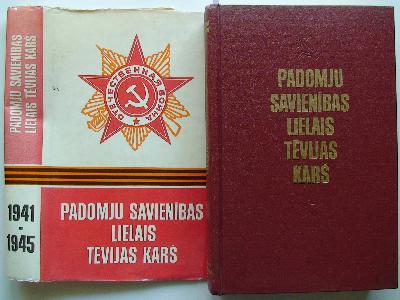 PADOMJU SAVIENĪBAS
LIELAIS TĒVIJAS KARŠ
1941
-
1945
ОТЕЧЕСТВЕННАЯ ВОЙНА
PADOMJU SAVIENĪBAS
LIELAIS
TĒVIJAS KARŠ
PADOMJU
SAVIENĪBAS
LIELAIS
TĒVIJAS
KARŠ